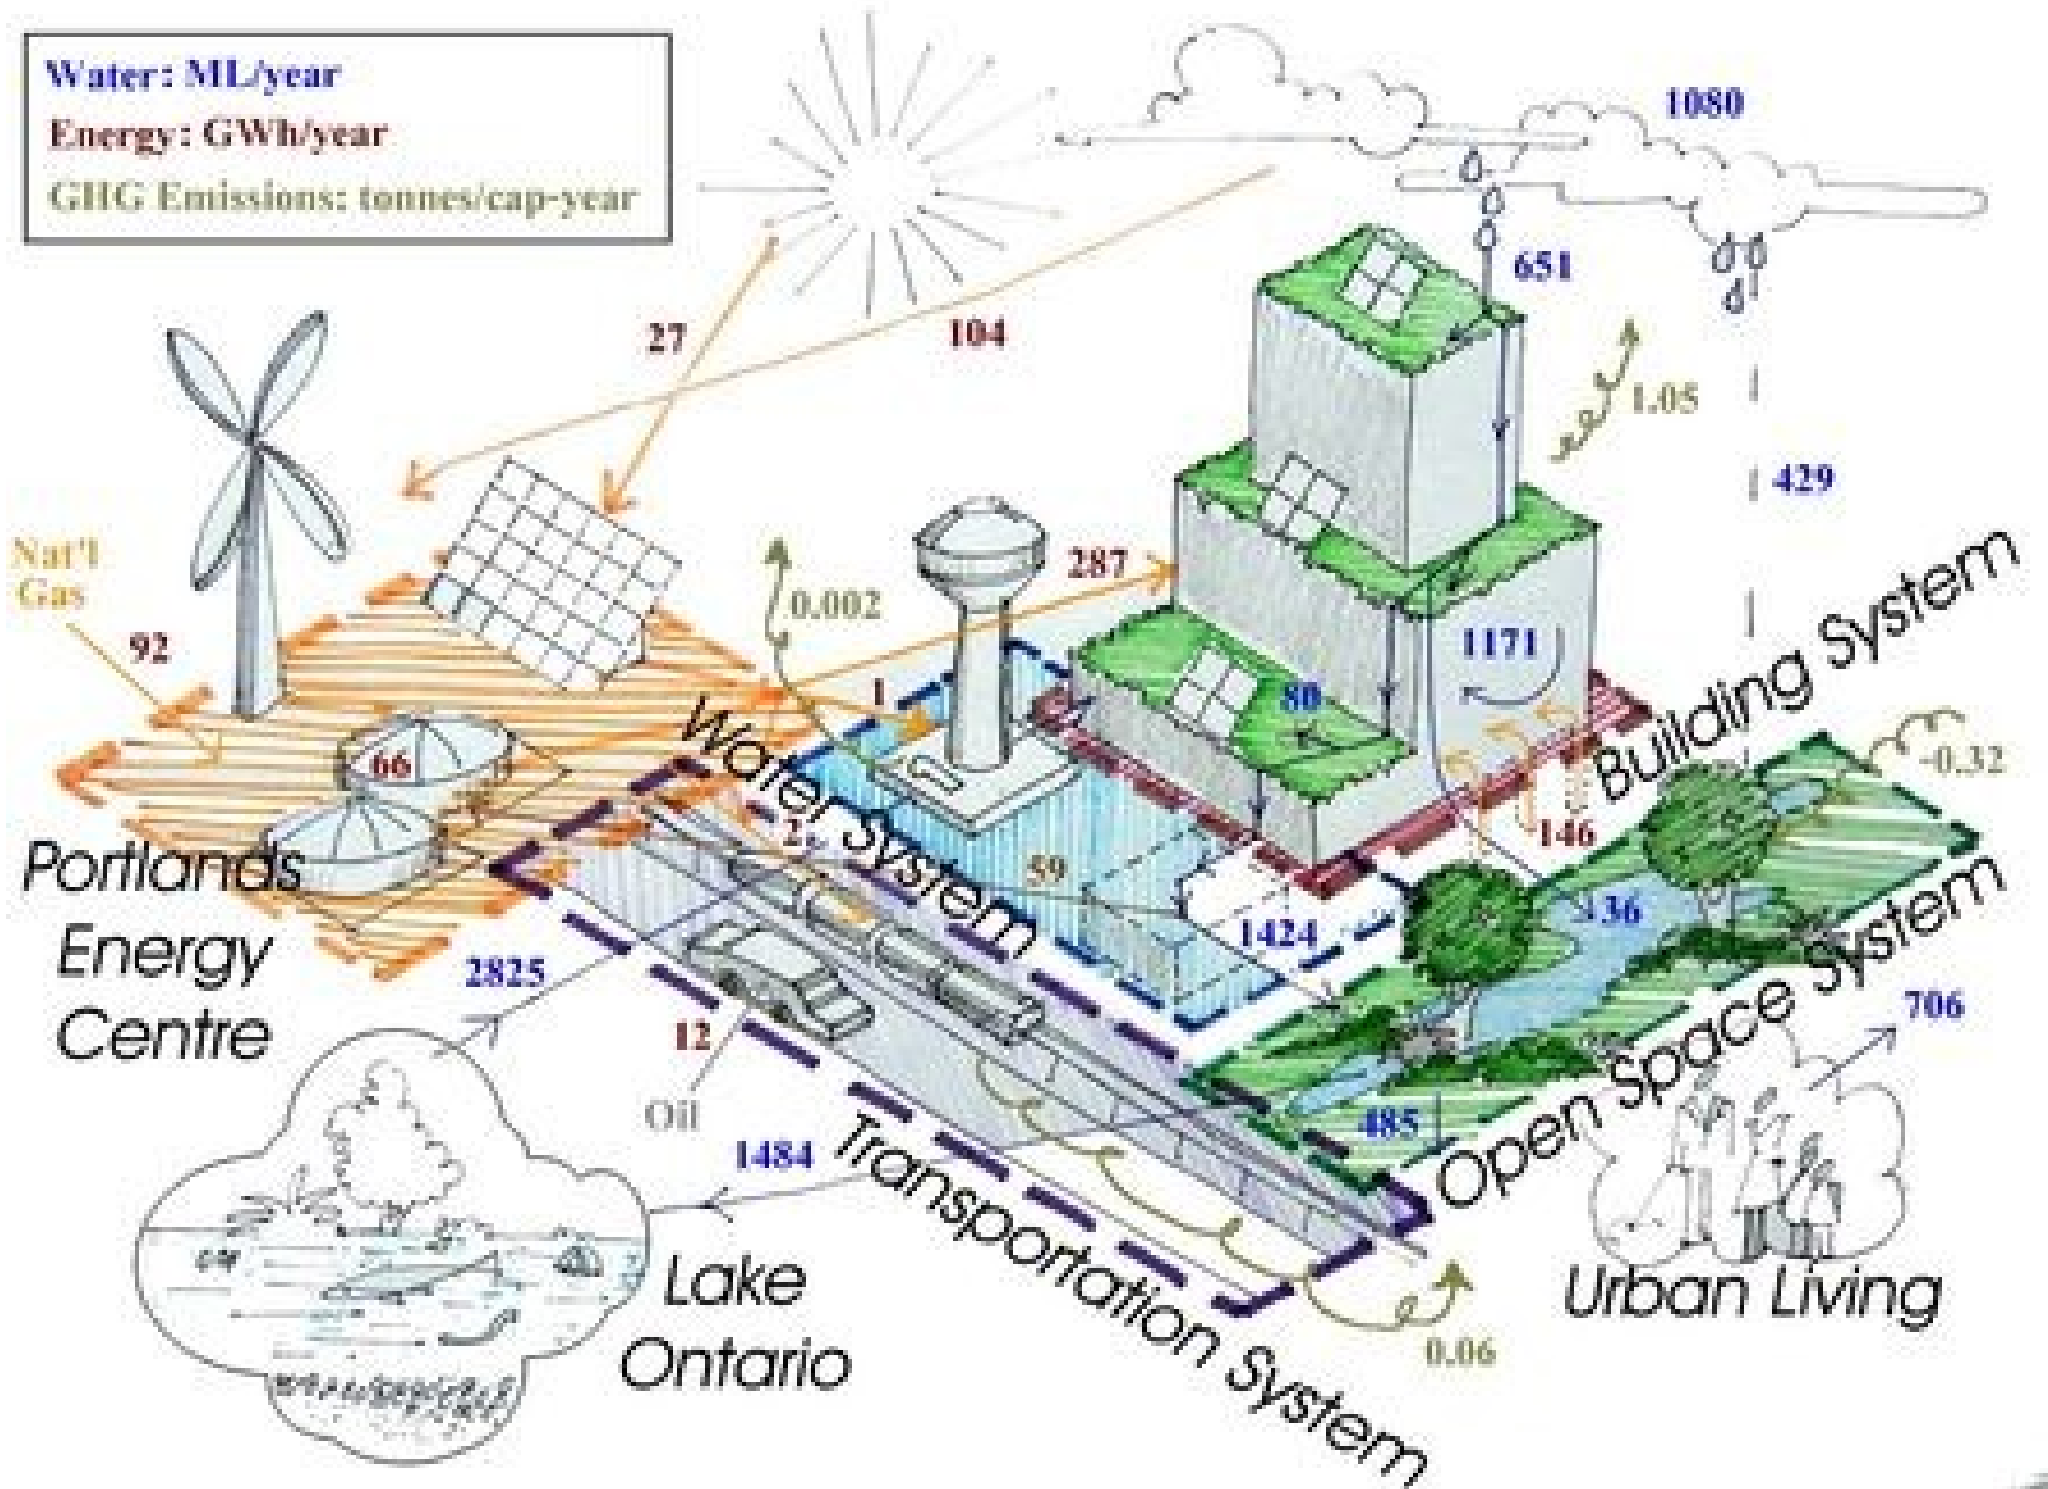 Water: ML/year
Energy: GWh/year
GHG Emissions: tonnes/cap-year
1080
651
27
104
1.05
429
Nat'l
Gas
287
0.002
92
1171
1
80
Building System
Water System
66
-0.32
2
146
Portlands
Energy
Centre
59
36
1424
2825
Open Space System
706
12
Oil
485
1484
Transportation System
Lake
Ontario
Urban Living
0.06